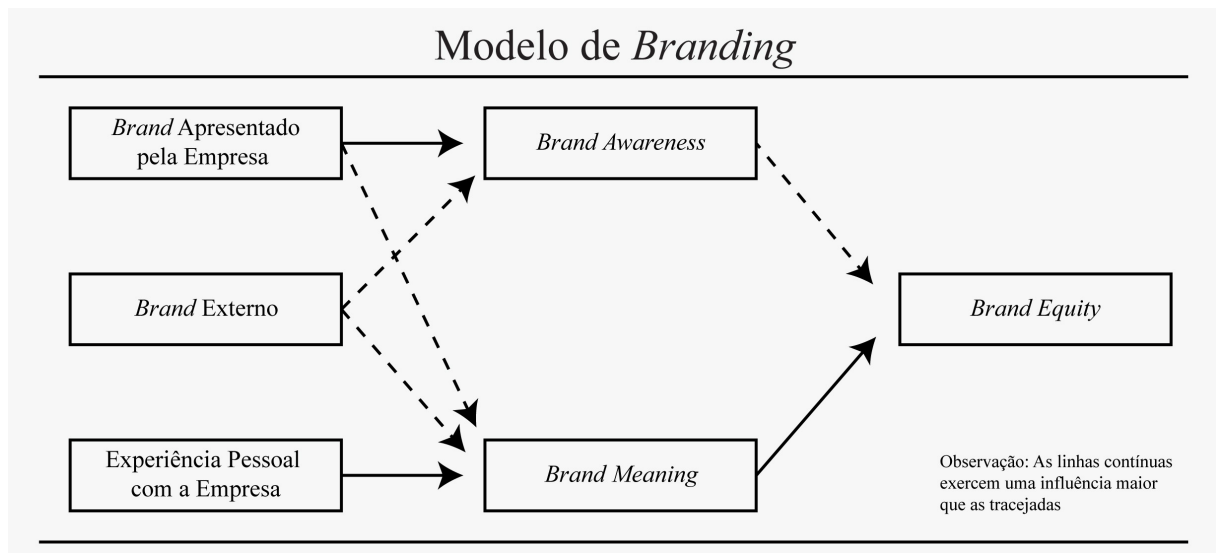 Modelo de Branding
Brand Apresentado
pela Empresa
Brand Awareness
Brand Externo
Brand Equity
Experiência Pessoal
com a Empresa
Brand Meaning
Observação: As linhas contínuas
exercem uma influência maior
que as tracejadas